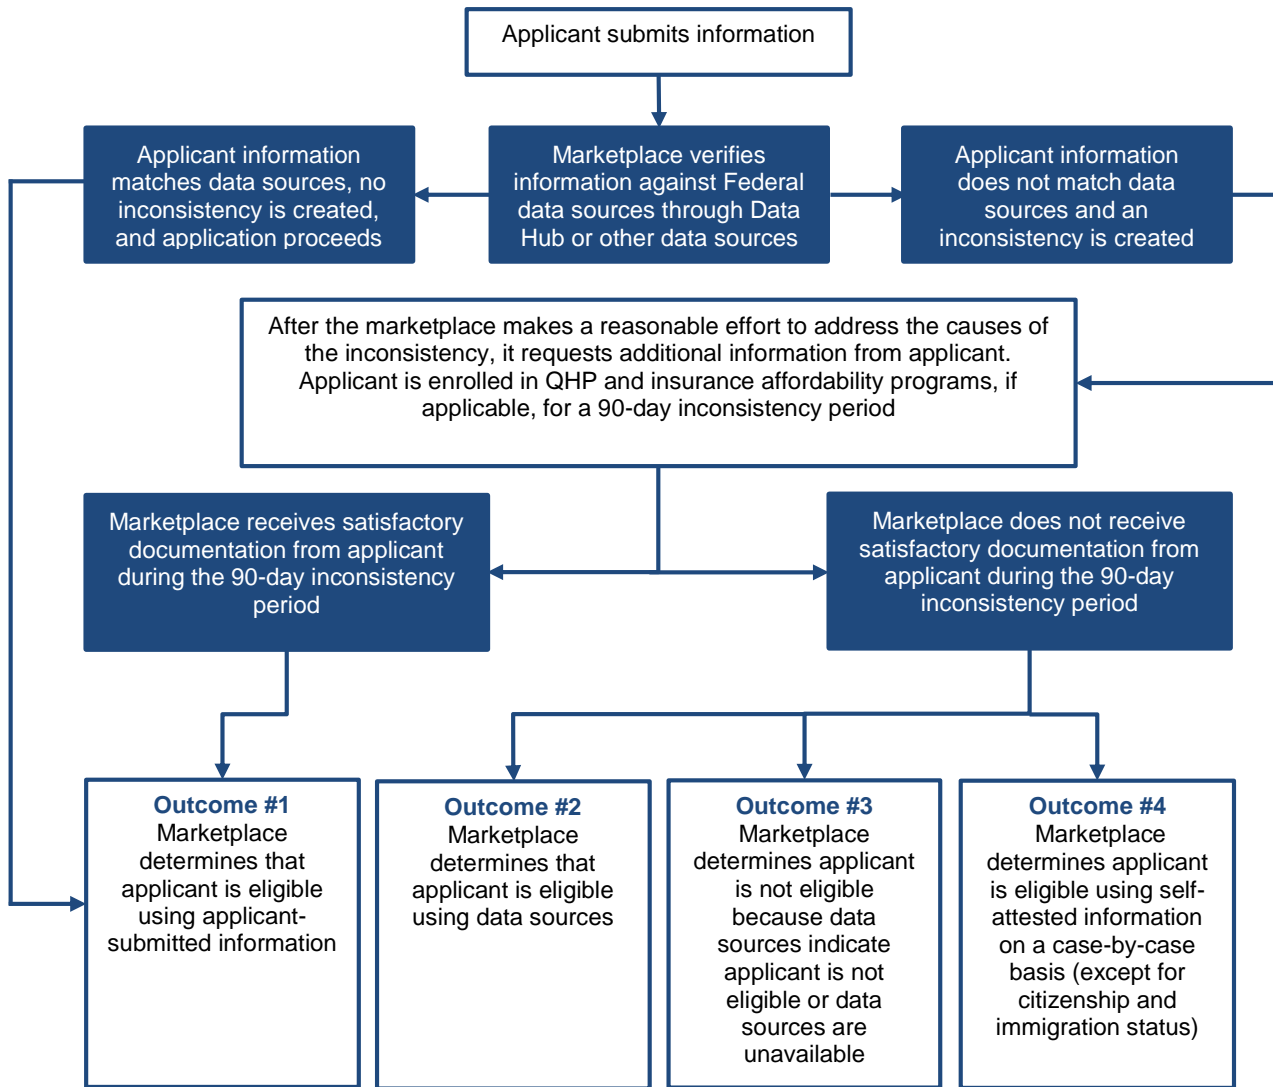 Applicant submits information
Applicant information
matches data sources, no
inconsistency is created,
and application proceeds
Marketplace verifies
information against Federal
data sources through Data
Hub or other data sources
Applicant information
does not match data
sources and an
inconsistency is created
After the marketplace makes a reasonable effort to address the causes of
the inconsistency, it requests additional information from applicant.
Applicant is enrolled in QHP and insurance affordability programs, if
applicable, for a 90-day inconsistency period
Marketplace receives satisfactory
documentation from applicant
during the 90-day inconsistency
period
Marketplace does not receive
satisfactory documentation from
applicant during the 90-day
inconsistency period
Outcome #1
Marketplace
determines that
applicant is eligible
using applicant-
submitted information
Outcome #2
Marketplace
determines that
applicant is eligible
using data sources
Outcome #3
Marketplace
determines applicant
is not eligible
because data
sources indicate
applicant is not
eligible or data
sources are
unavailable
Outcome #4
Marketplace
determines applicant
is eligible using self-
attested information
on a case-by-case
basis (except for
citizenship and
immigration status)